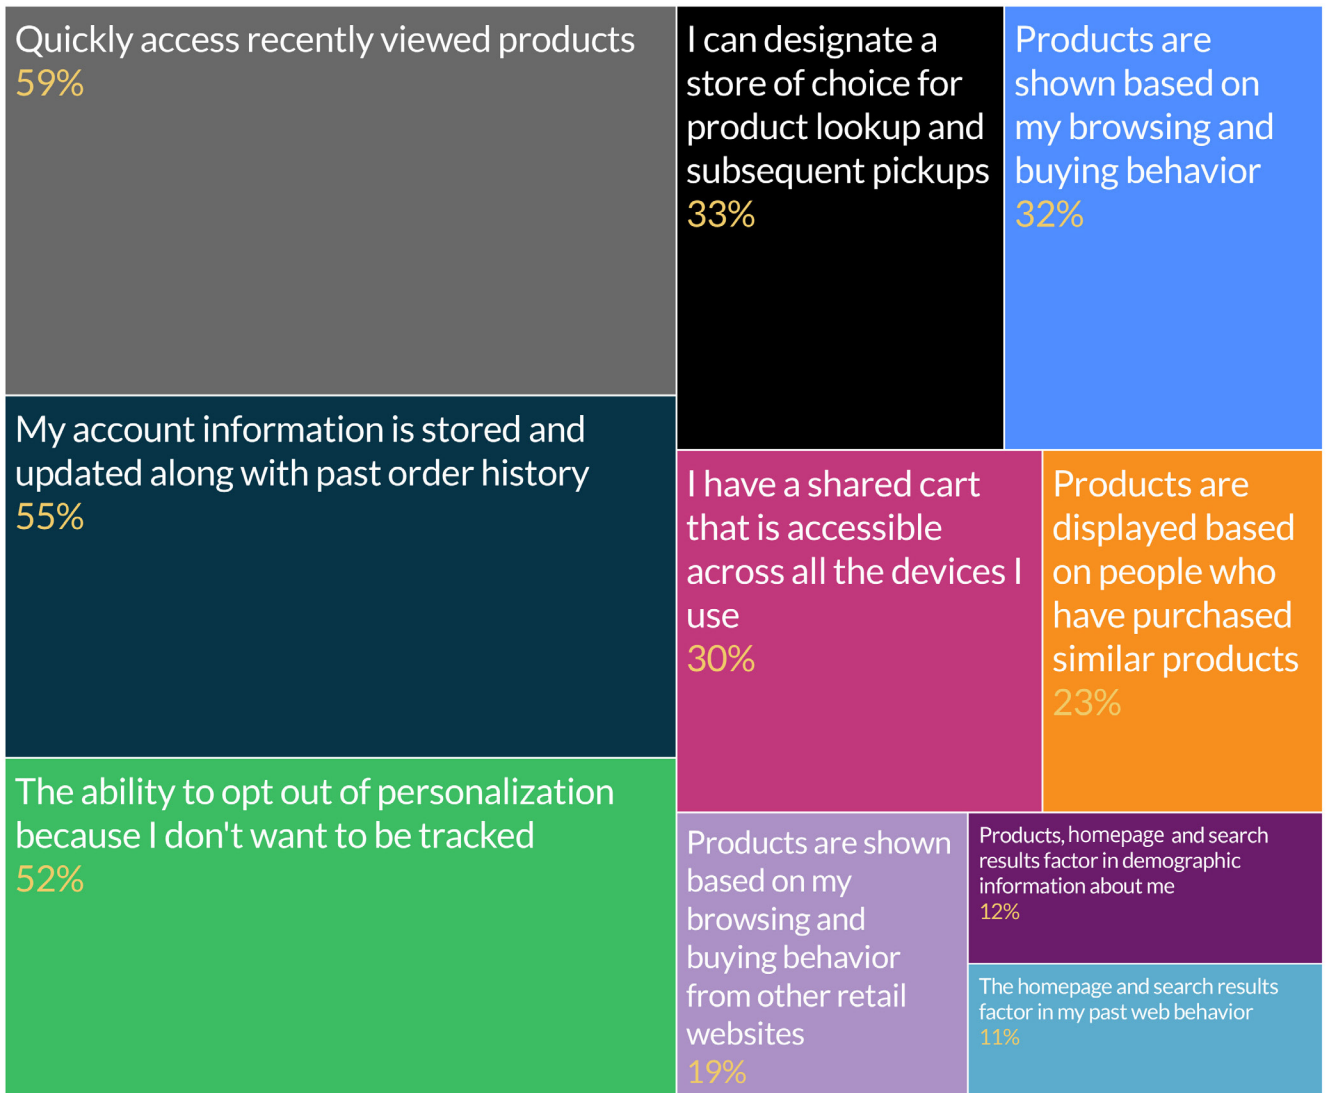 Quickly access recently viewed products
59%
My account information is stored and
updated along with past order history
55%
The ability to opt out of personalization
because I don't want to be tracked
52%
I can designate a
store of choice for
product lookup and
subsequent pickups
33%
Products are
shown based on
my browsing and
buying behavior
32%
I have a shared cart
that is accessible
across all the devices I
use
30%
Products are
displayed based
on people who
have purchased
similar products
23%
Products are shown
based on my
browsing and
buying behavior
from other retail
websites
19%
Products, homepage and search
results factor in demographic
information about me
12%
The homepage and search results
factor in my past web behavior
11%